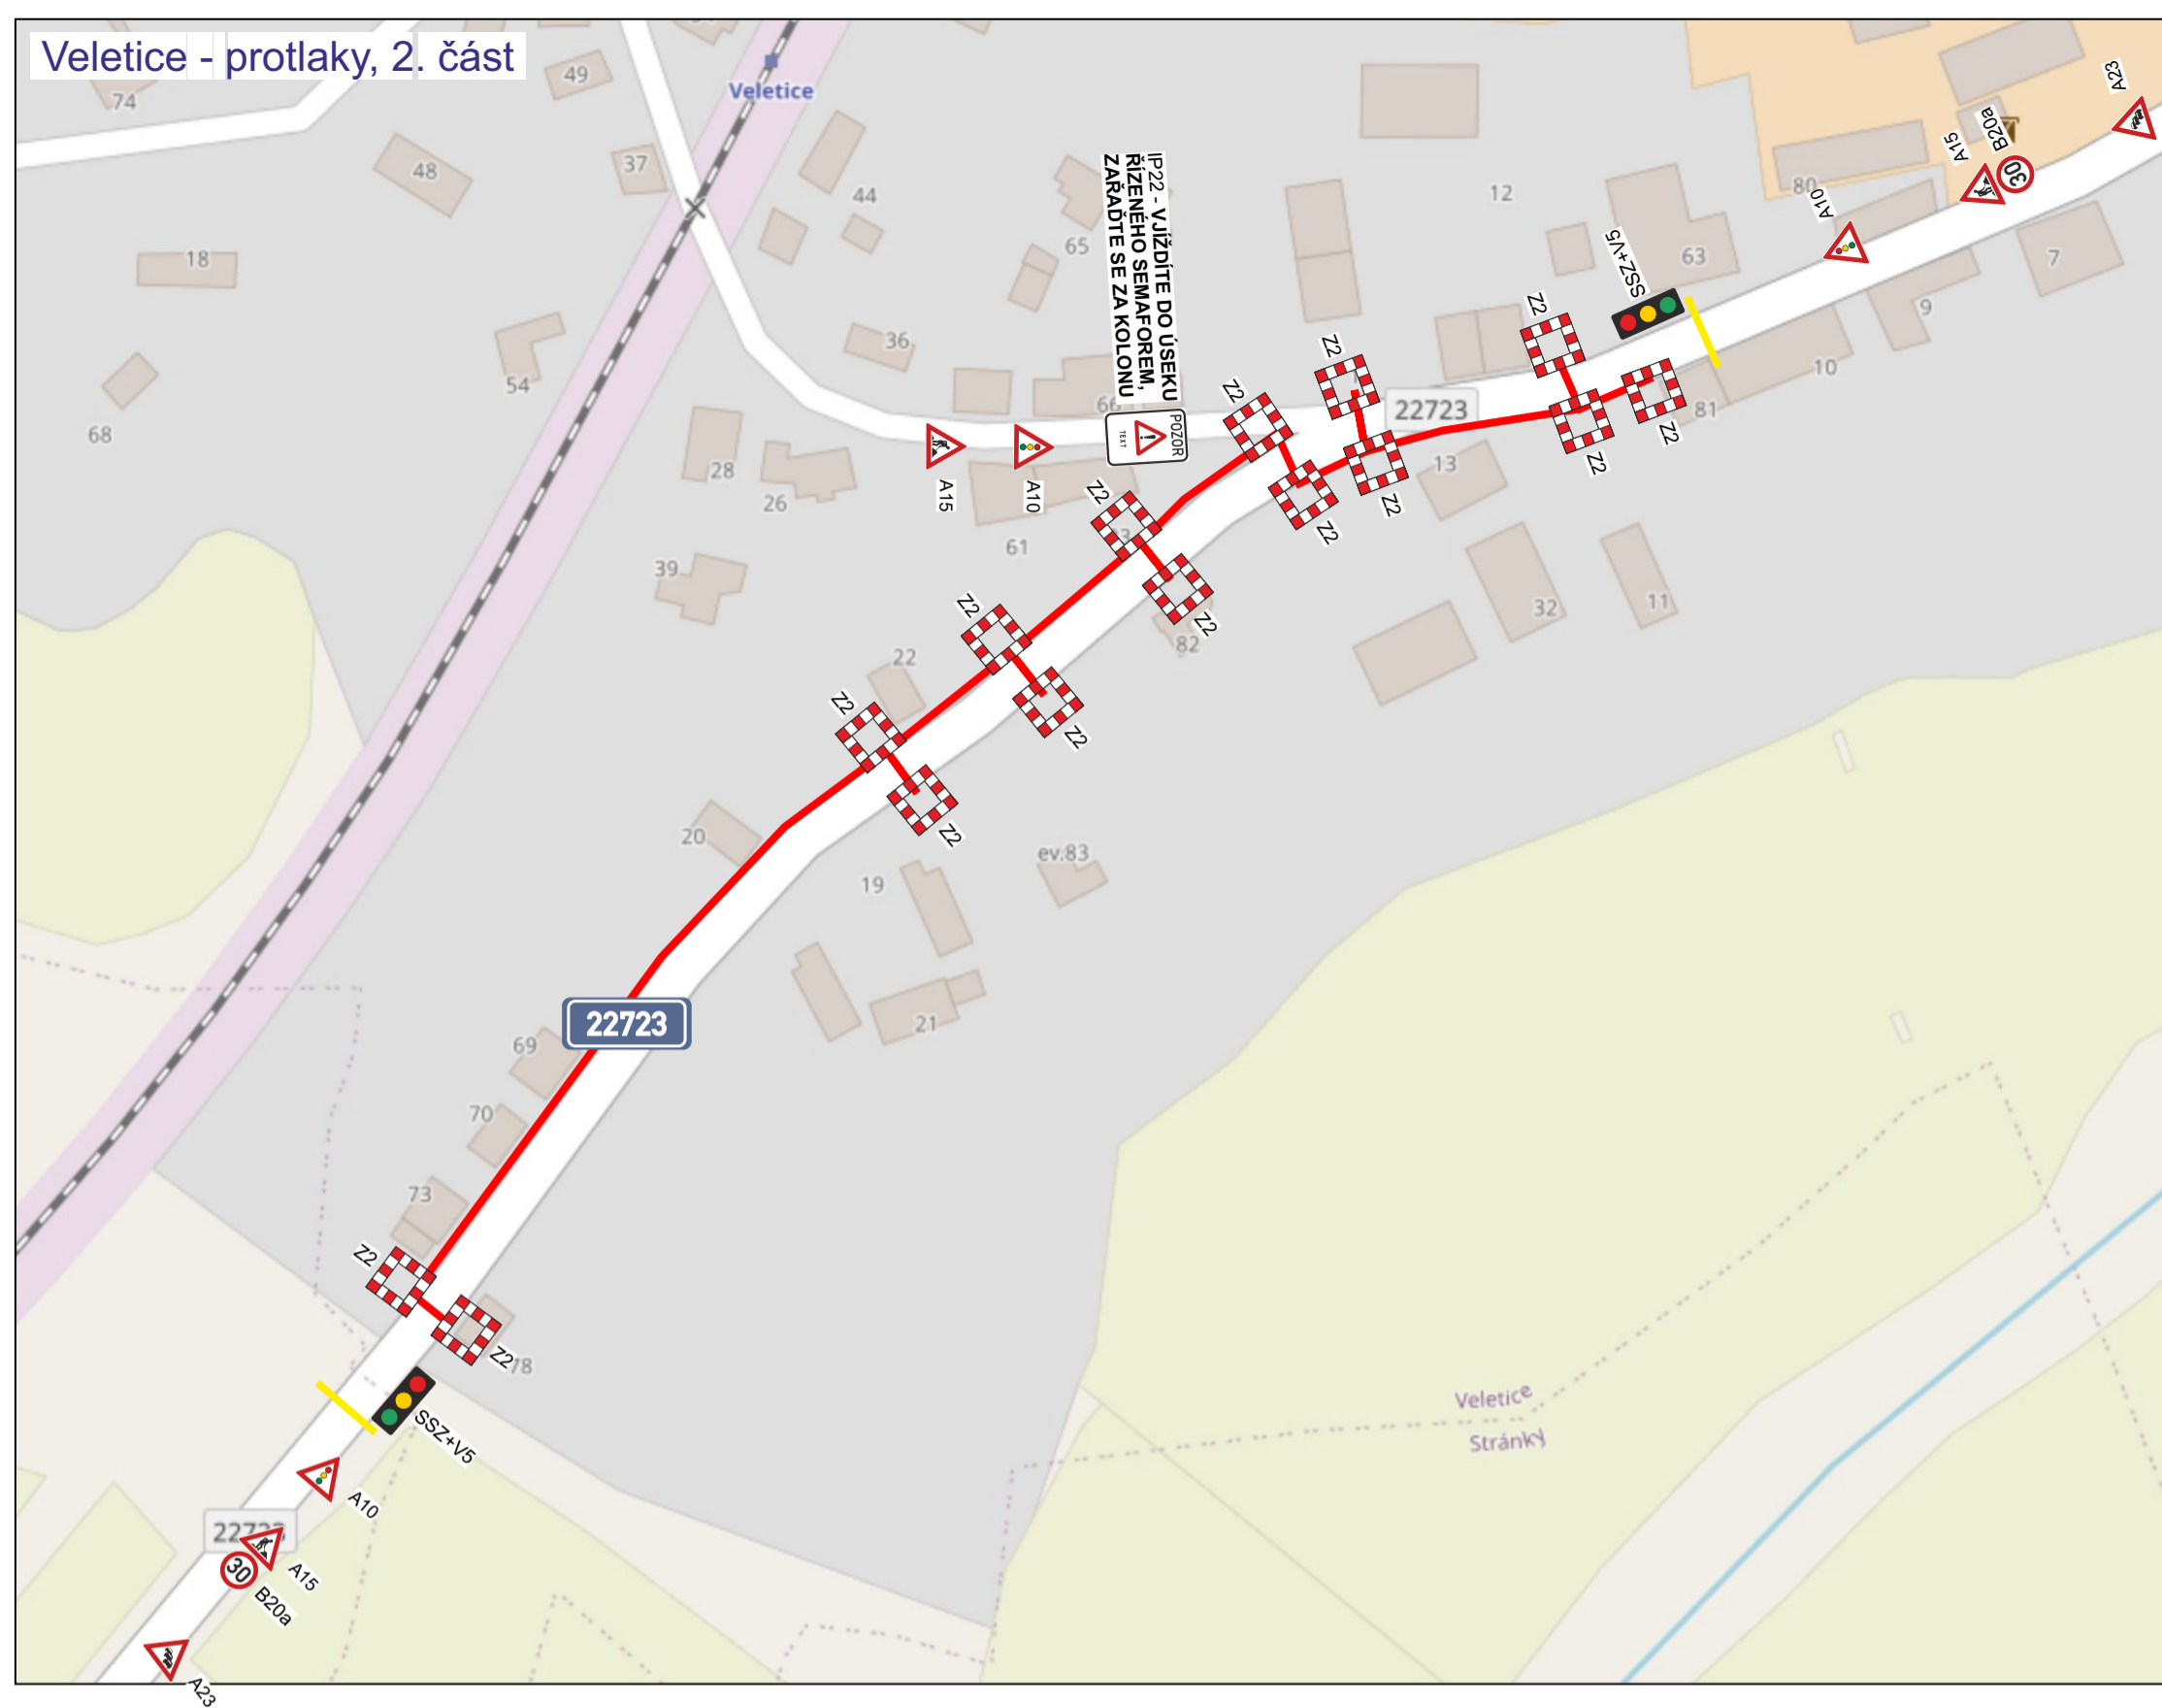 Veletice - protlaky, 2. část
Veletice
49
74
37
48
44
18
54
36
68
28
26
39
65
66
61
IP22 - VJÍŽDÍTE DO ÚSEKU
ŘÍZENÉHO SEMAFOREM,
ZAŘAĎTE SE ZA KOLONU
POZOR
TEXT
A15
A10
12
63
80
7
9
10
81
A23
B20a
A15
30
A10
SSZ+V5
Z2
Z2
Z2
Z2
22723
Z2
Z2
Z2
Z2
13
32
11
Z2
Z2
82
Z2
Z2
22
Z2
Z2
20
19
ev.83
21
22723
69
70
73
Z2
Z2
78
SSZ+V5
A10
22723
A15
30
B20a
A23
Veletice
Stránky